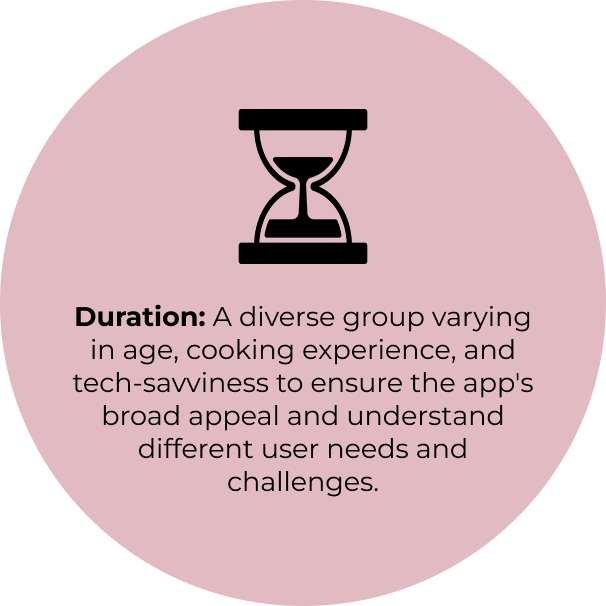 Duration: A diverse group varying
in age, cooking experience, and
tech-savviness to ensure the app's
broad appeal and understand
different user needs and
challenges.